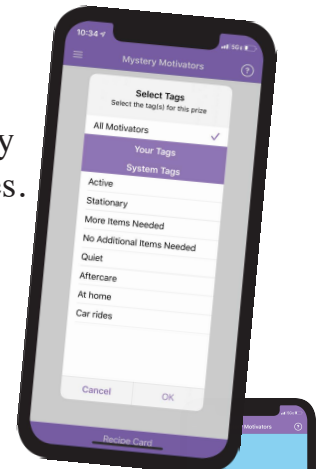 y
es.
10:34
5G
Mystery Motivators
?
Select Tags
Select the tag(s) for this prize
All Motivators
Your Tags
System Tags
Active
Stationary
More Items Needed
No Additional Items Needed
Quiet
Aftercare
At home
Car rides
Cancel
OK
Recipe Card
Motivators
?